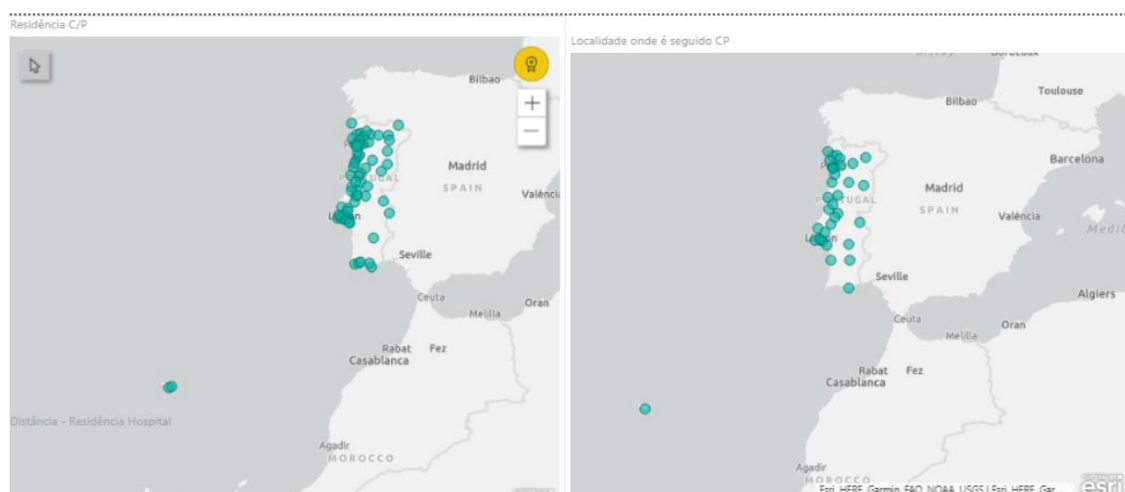 Residência C/P
Bilbao
Madrid
SPAIN
València
Lisbon
Seville
Ceuta
Melilla
Oran
Rabat
Fez
Casablanca
Distância - Residência Hospital
Agadir
MOROCCO
Localidade onde é seguido CP
Bordeaux
Toulouse
Bilbao
Barcelona
Madrid
SPAIN
València
Seville
Algiers
Ceuta
Oran
Melilla
Rabat
Fez
Casablanca
Agadir
MOROCCO
Esri, HERE, Garmin, FAO, NOAA, USGS | Esri, HERE, Gar
esri